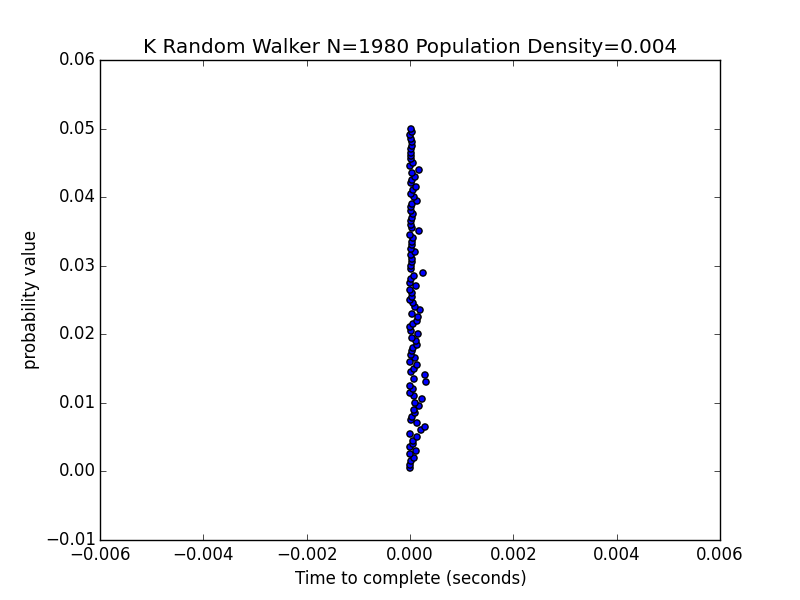 K Random Walker N=1980 Population Density=0.004
0.06
0.05
0.04
0.03
0.02
0.01
0.00
−0.01
probability value
−0.006 −0.004 −0.002 0.000 0.002 0.004 0.006
Time to complete (seconds)